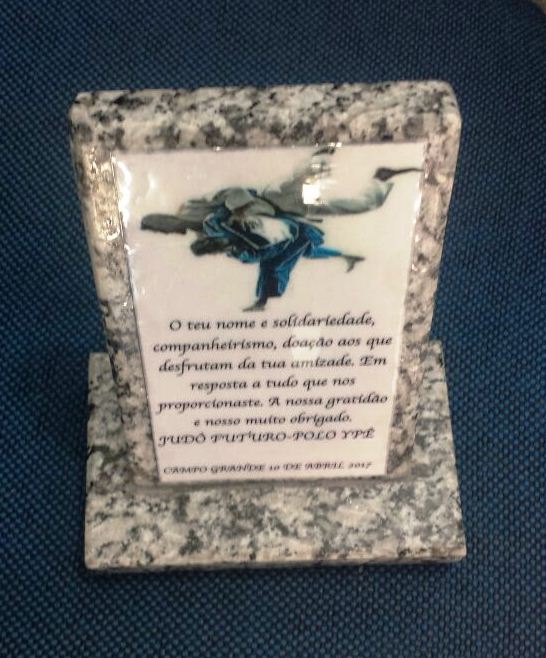 O teu nome e solidariedade,
companheirismo, doação aos que
desfrutam da tua amizade. Em
resposta a tudo que nos
proporcionaste. A nossa gratidão
e nosso muito obrigado.
JUDÔ FUTURO-POLO YPÊ
CAMPO GRANDE 10 DE ABRIL 2017